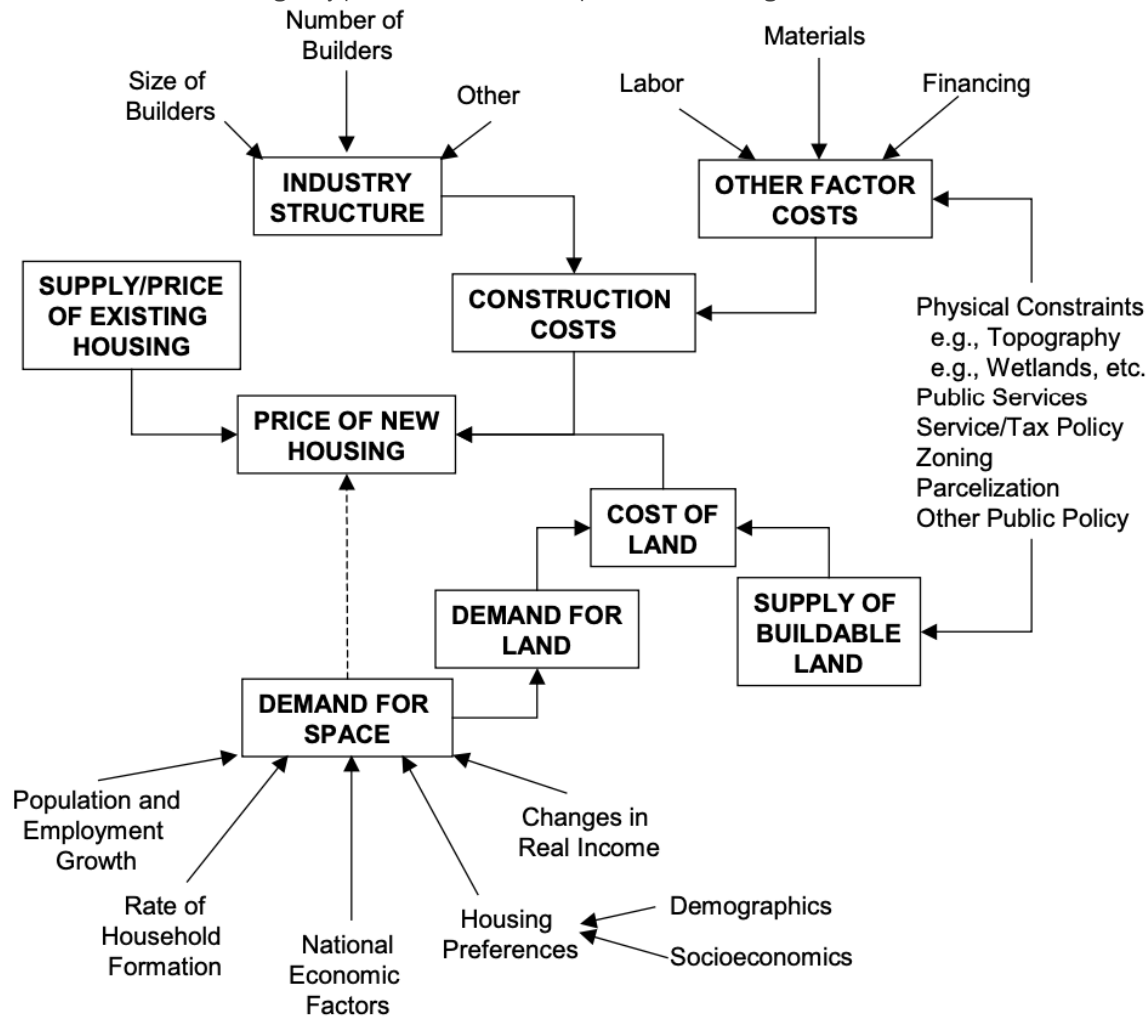 Number of
Builders
Materials
Size of
Builders
Other
Labor
Financing
INDUSTRY
STRUCTURE
OTHER FACTOR
COSTS
SUPPLY/PRICE
OF EXISTING
HOUSING
CONSTRUCTION
COSTS
Physical Constraints
e.g., Topography
e.g., Wetlands, etc.
Public Services
Service/Tax Policy
Zoning
Parcelization
Other Public Policy
PRICE OF NEW
HOUSING
COST OF
LAND
DEMAND FOR
LAND
SUPPLY OF
BUILDABLE
LAND
DEMAND FOR
SPACE
Population and
Employment
Growth
Changes in
Real Income
Rate of
Household
Formation
National
Economic
Factors
Housing
Preferences
Demographics
Socioeconomics